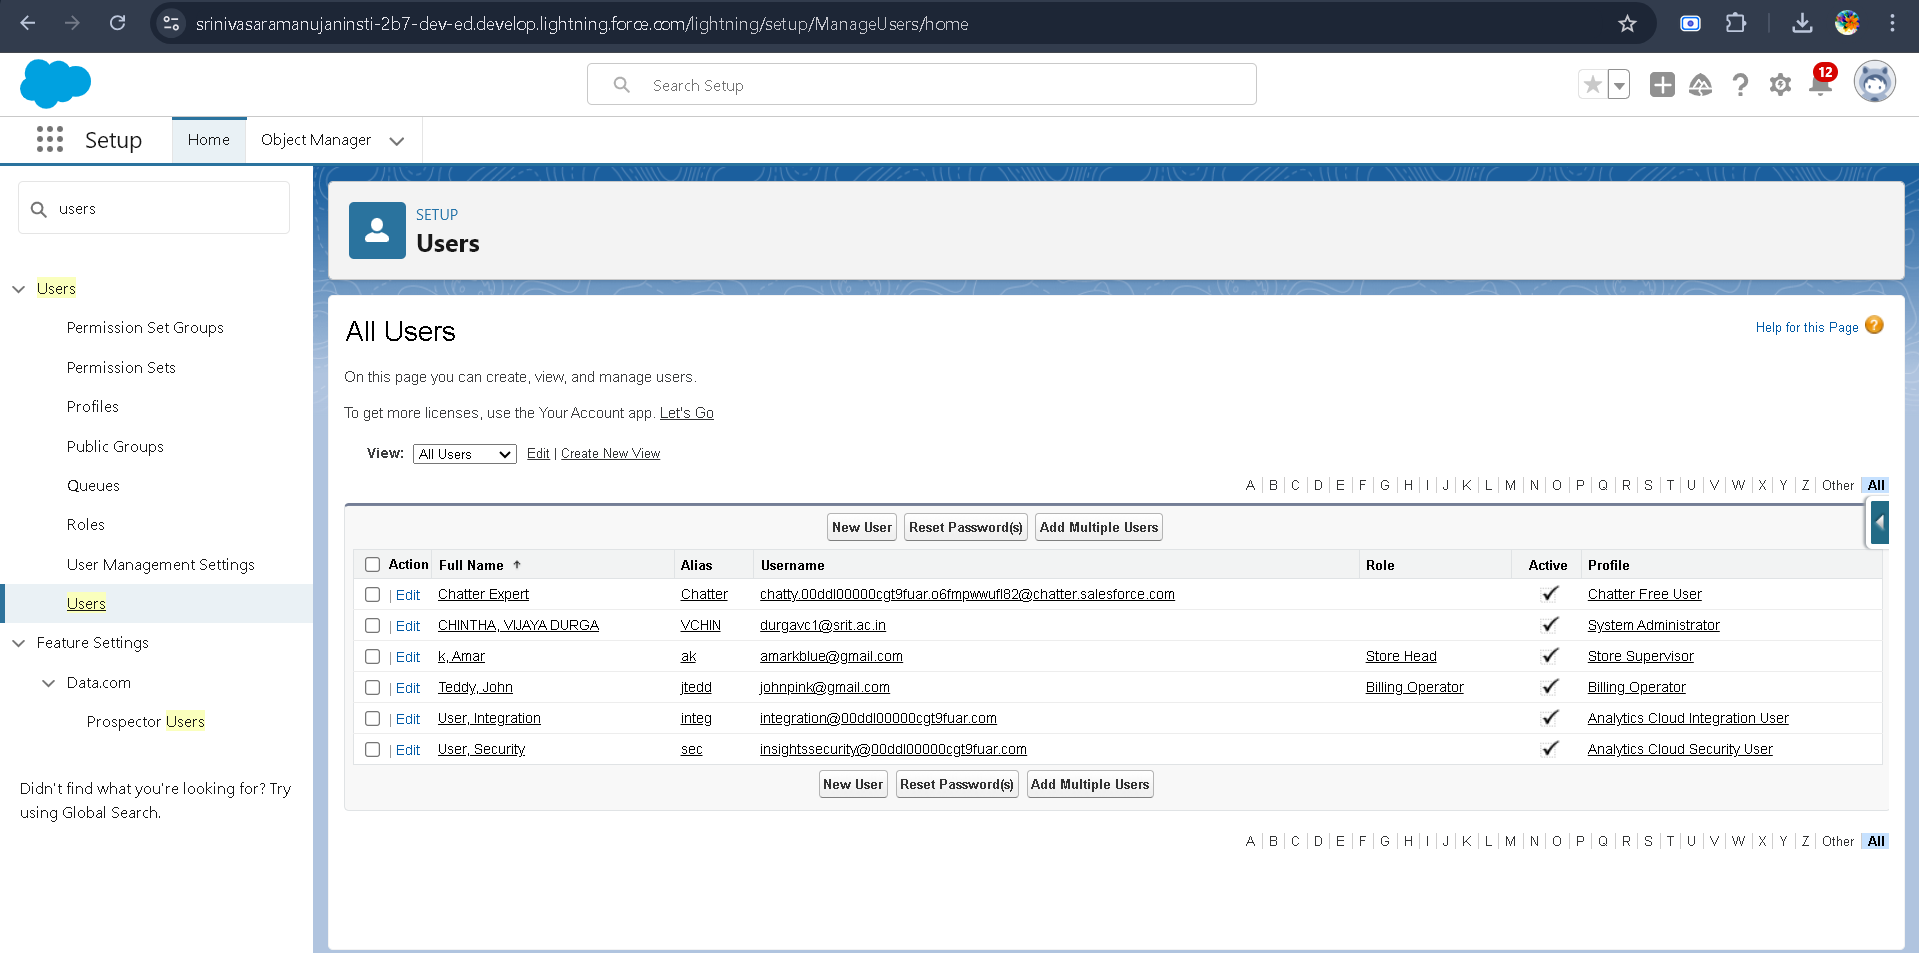 srinivasaramanujaninsti-2b7-dev-ed.develop.lightning.force.com/lightning/setup/ManageUsers/home
Search Setup
12
Setup
Home
Object Manager
users
Users
Permission Set Groups
Permission Sets
Profiles
Public Groups
Queues
Roles
User Management Settings
Users
Feature Settings
Data.com
Prospector Users
Didn't find what you're looking for? Try
using Global Search.
SETUP
Users
All Users
Help for this Page ?
On this page you can create, view, and manage users.
To get more licenses, use the Your Account app. Let's Go
View: All Users Edit | Create New View
A | B | C | D | E | F | G | H | I | J | K | L | M | N | O | P | Q | R | S | T | U | V | W | X | Y | Z | Other | All
New User Reset Password(s) Add Multiple Users
Action Full Name ↑ Alias Username Role Active Profile
| Edit Chatter Expert Chatter chatty.00ddl00000cgt9fuar.o6fmpwwufl82@chatter.salesforce.com Chatter Free User
| Edit CHINTHA, VIJAYA DURGA VCHIN durgavc1@srit.ac.in System Administrator
| Edit k, Amar ak amarkblue@gmail.com Store Head Store Supervisor
| Edit Teddy, John jtedd johnpink@gmail.com Billing Operator Billing Operator
| Edit User, Integration integ integration@00ddl00000cgt9fuar.com Analytics Cloud Integration User
| Edit User, Security sec insightssecurity@00ddl00000cgt9fuar.com Analytics Cloud Security User
New User Reset Password(s) Add Multiple Users
A | B | C | D | E | F | G | H | I | J | K | L | M | N | O | P | Q | R | S | T | U | V | W | X | Y | Z | Other | All